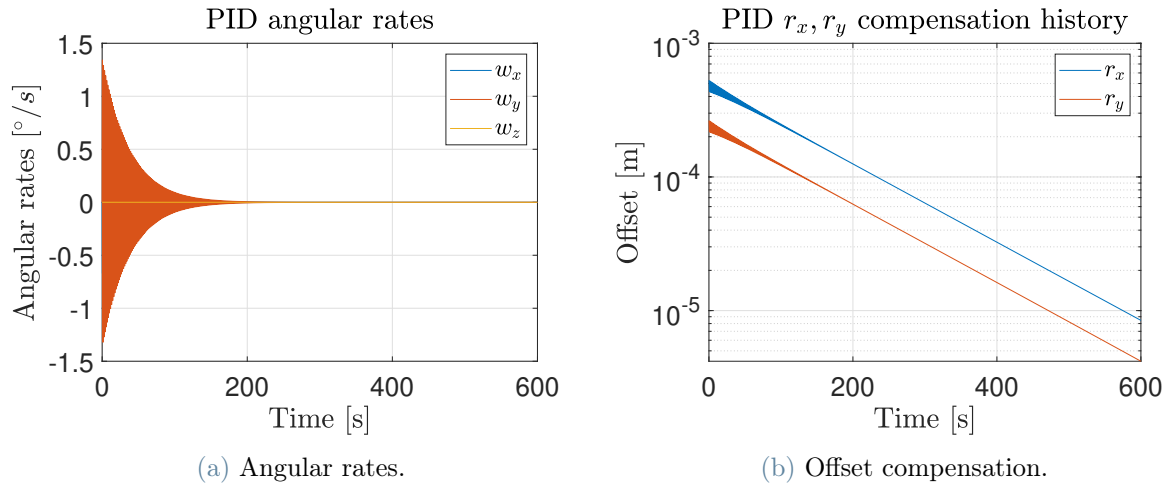 PID angular rates
1.5
1
0.5
0
-0.5
-1
-1.5
Angular rates [°/s]
w_x
w_y
w_z
0 200 400 600
Time [s]
(a) Angular rates.
PID r_x, r_y compensation history
10^-3
10^-4
10^-5
Offset [m]
r_x
r_y
0 200 400 600
Time [s]
(b) Offset compensation.